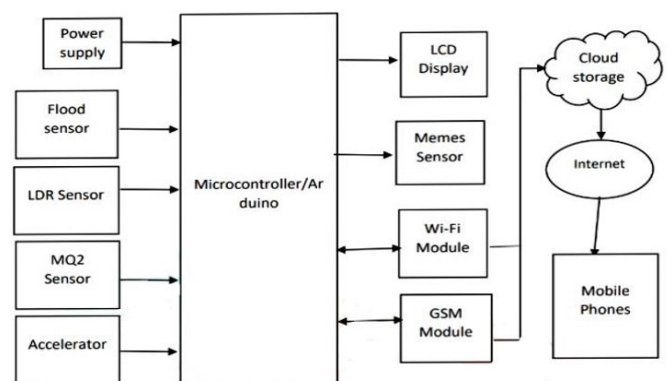 Power
supply
Flood
sensor
LDR Sensor
MQ2
Sensor
Accelerator
Microcontroller/Ar
duino
LCD
Display
Memes
Sensor
Wi-Fi
Module
GSM
Module
Cloud
storage
Internet
Mobile
Phones